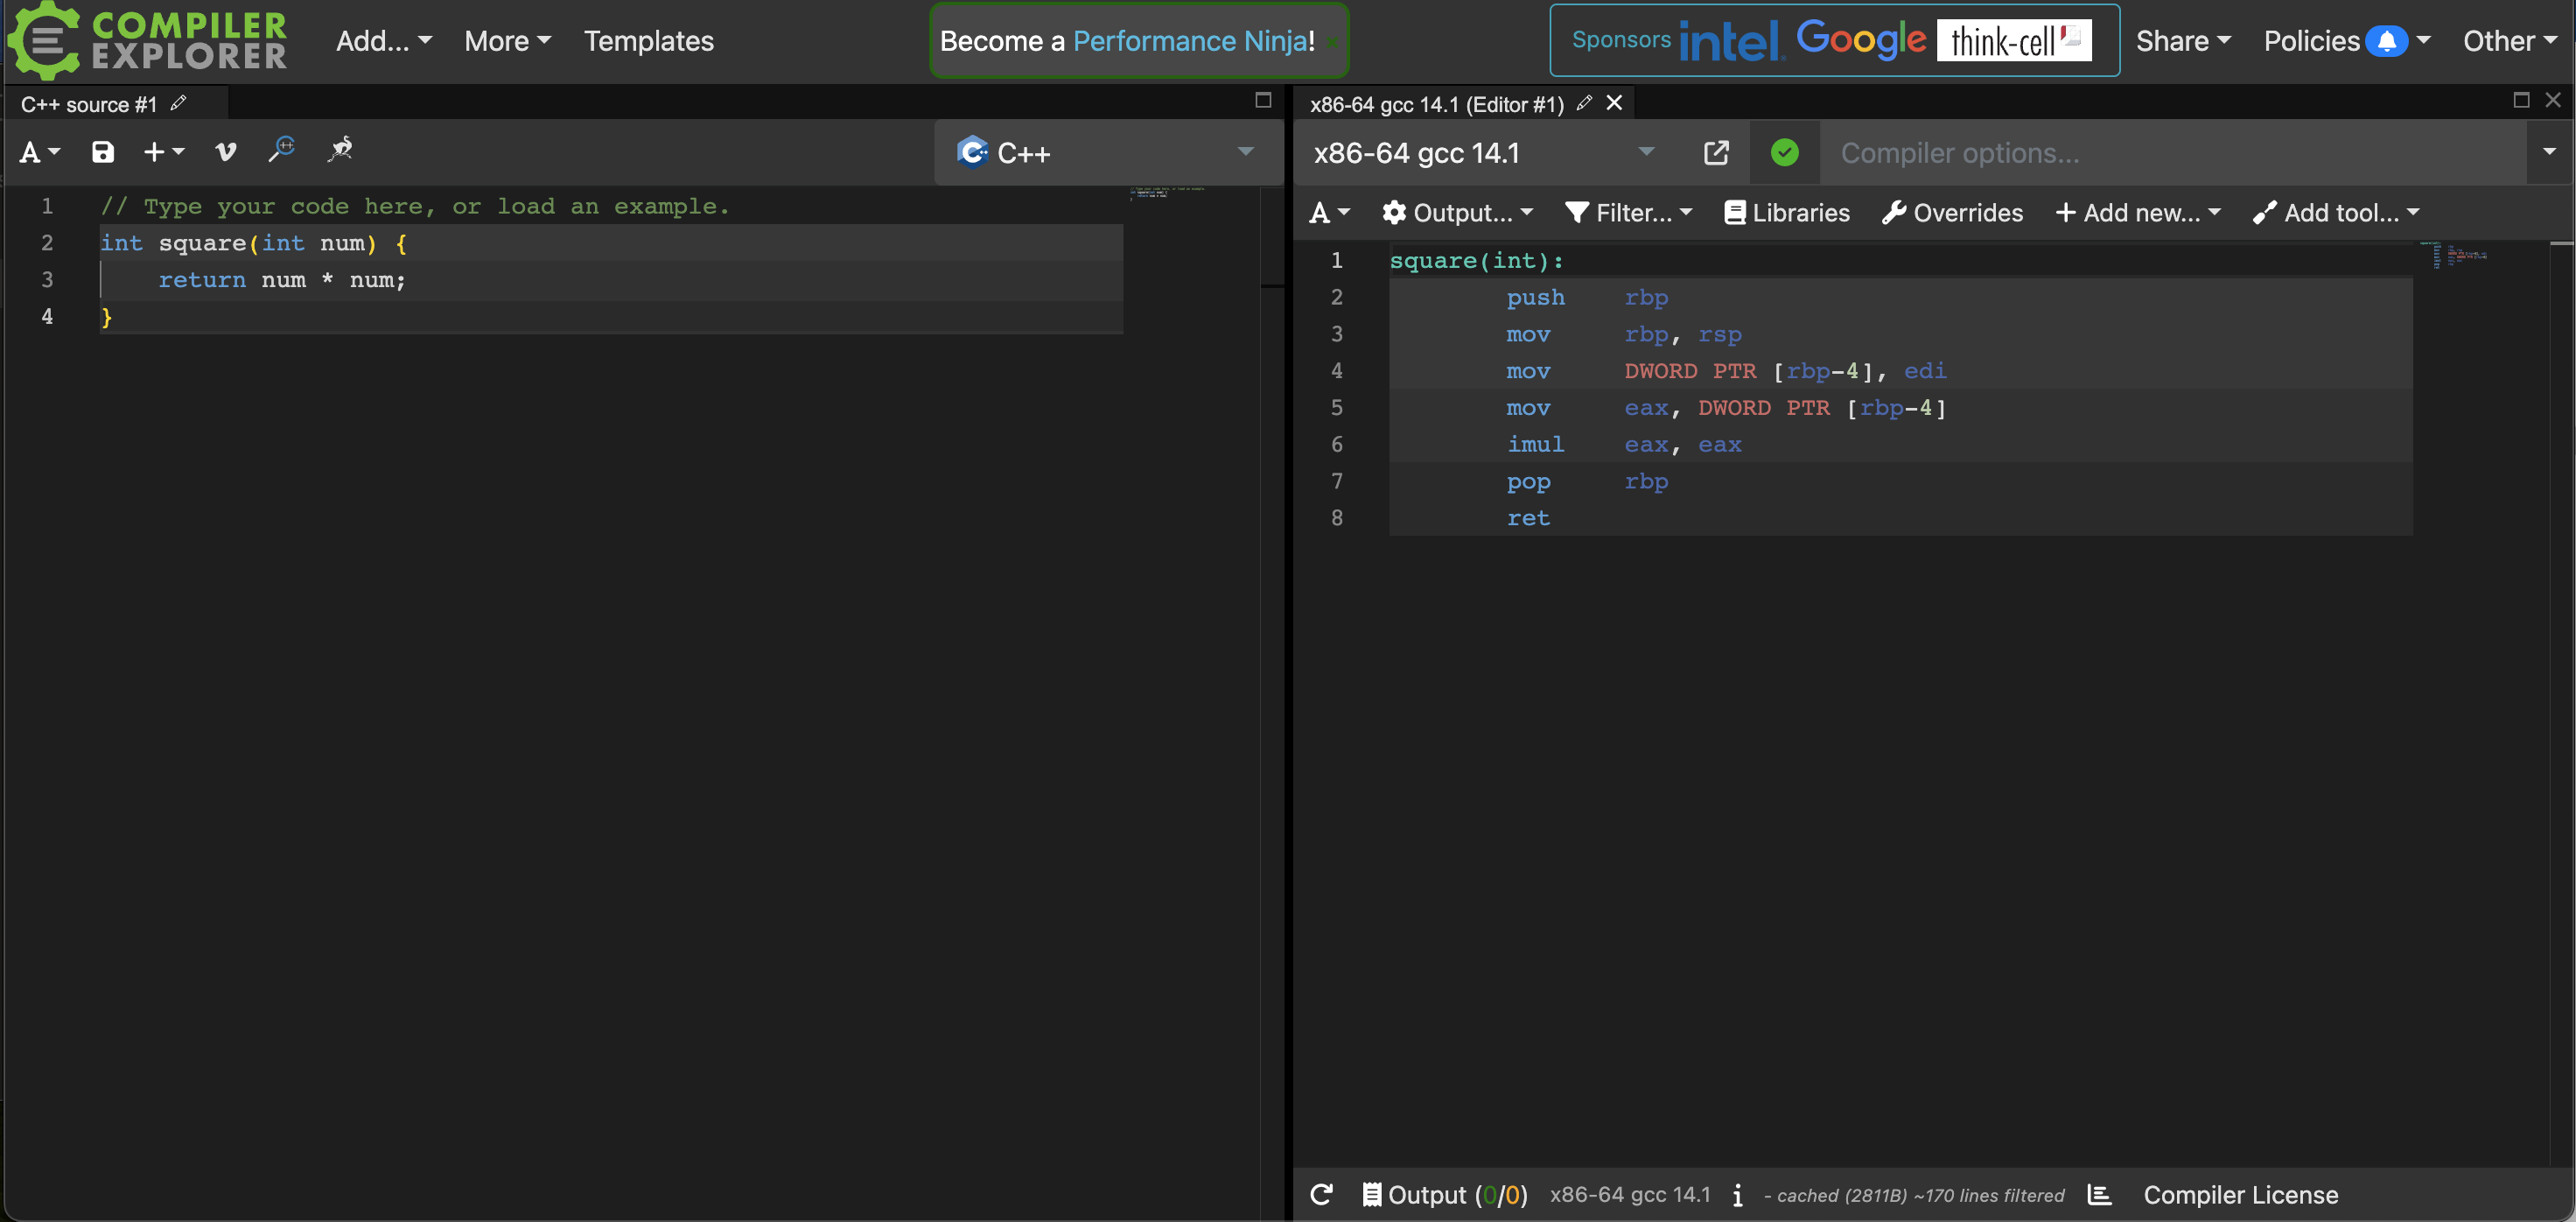 COMPILER
EXPLORER
Add... More Templates
Become a Performance Ninja!
Sponsors intel. Google think-cell
Share Policies Other
C++ source #1
A
C++
1 // Type your code here, or load an example.
2 int square(int num) {
3     return num * num;
4 }
x86-64 gcc 14.1 (Editor #1)
x86-64 gcc 14.1
Compiler options...
A Output... Filter... Libraries Overrides Add new... Add tool...
1 square(int):
2         push    rbp
3         mov     rbp, rsp
4         mov     DWORD PTR [rbp-4], edi
5         mov     eax, DWORD PTR [rbp-4]
6         imul    eax, eax
7         pop     rbp
8         ret
Output (0/0) x86-64 gcc 14.1 i - cached (2811B) ~170 lines filtered Compiler License